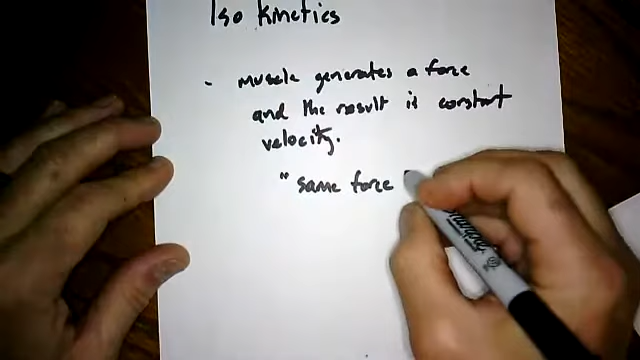 Iso kinetics
- muscle generates a force
and the result is constant
velocity.
" same force